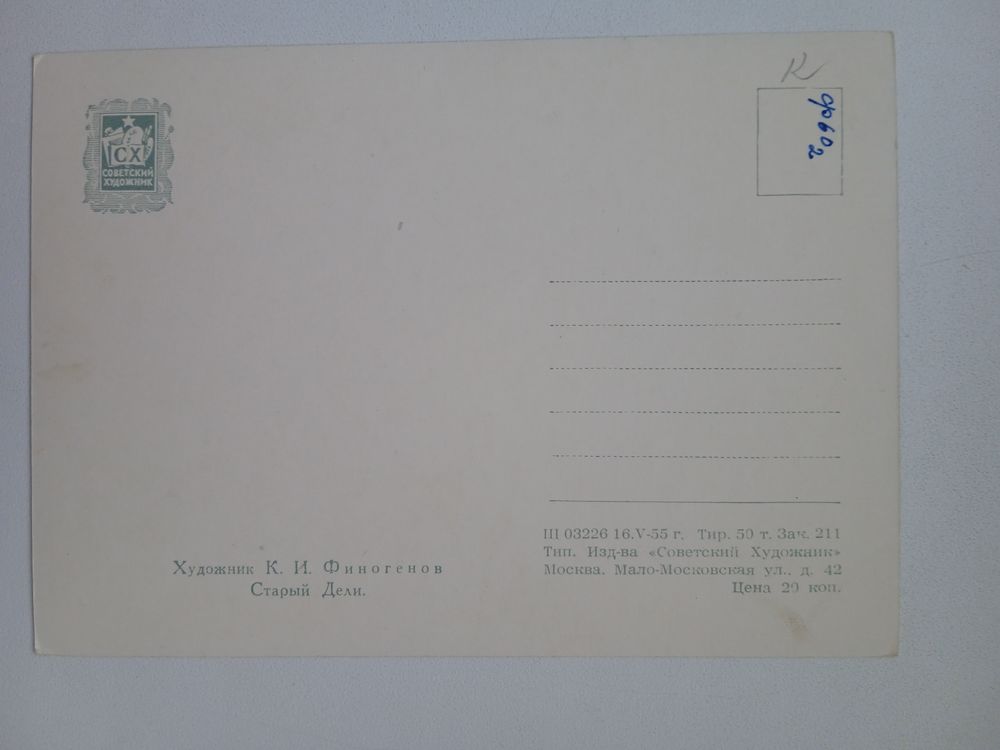 К
ор602
СХ
СОВЕТСКИЙ
ХУДОЖНИК
Ш 03226 16.V-55 г. Тир. 50 т. Зак. 211
Тип. Изд-ва «Советский Художник»
Москва. Мало-Московская ул., д. 42
Цена 20 коп.
Художник К. И. Финогенов
Старый Дели.